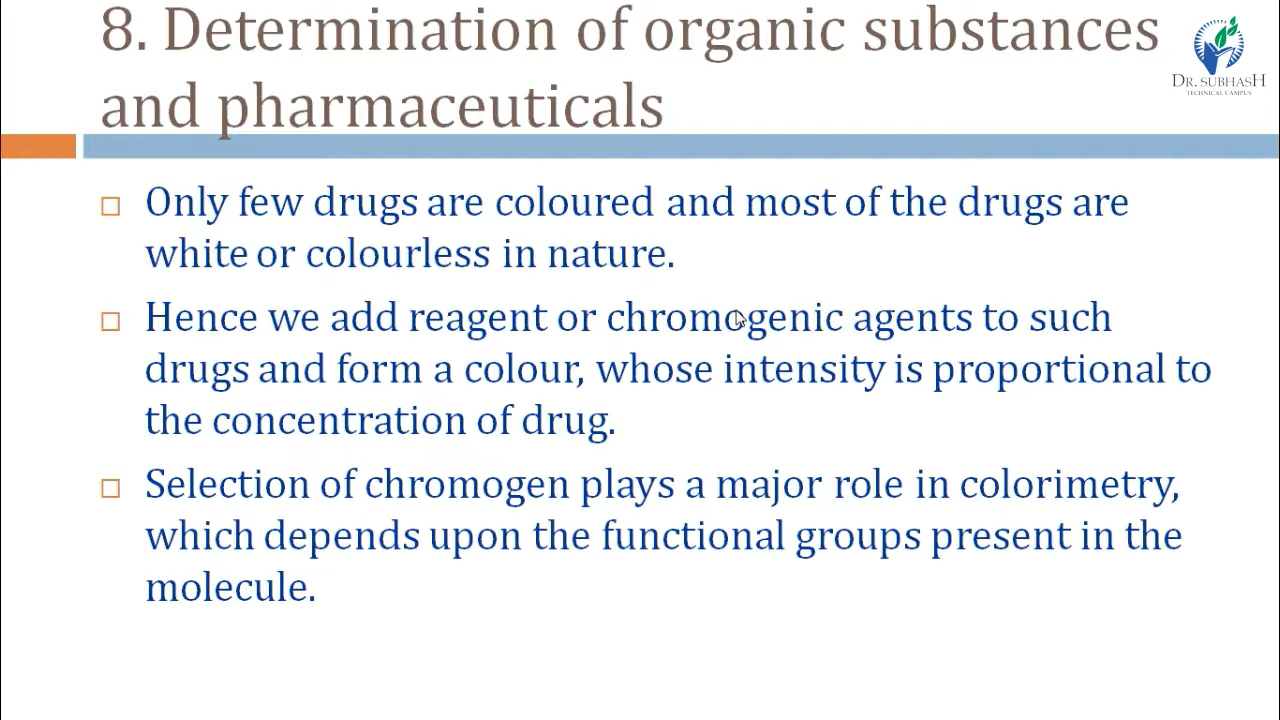 8. Determination of organic substances
and pharmaceuticals
DR. SUBHASH
TECHNICAL CAMPUS
Only few drugs are coloured and most of the drugs are
white or colourless in nature.
Hence we add reagent or chromogenic agents to such
drugs and form a colour, whose intensity is proportional to
the concentration of drug.
Selection of chromogen plays a major role in colorimetry,
which depends upon the functional groups present in the
molecule.